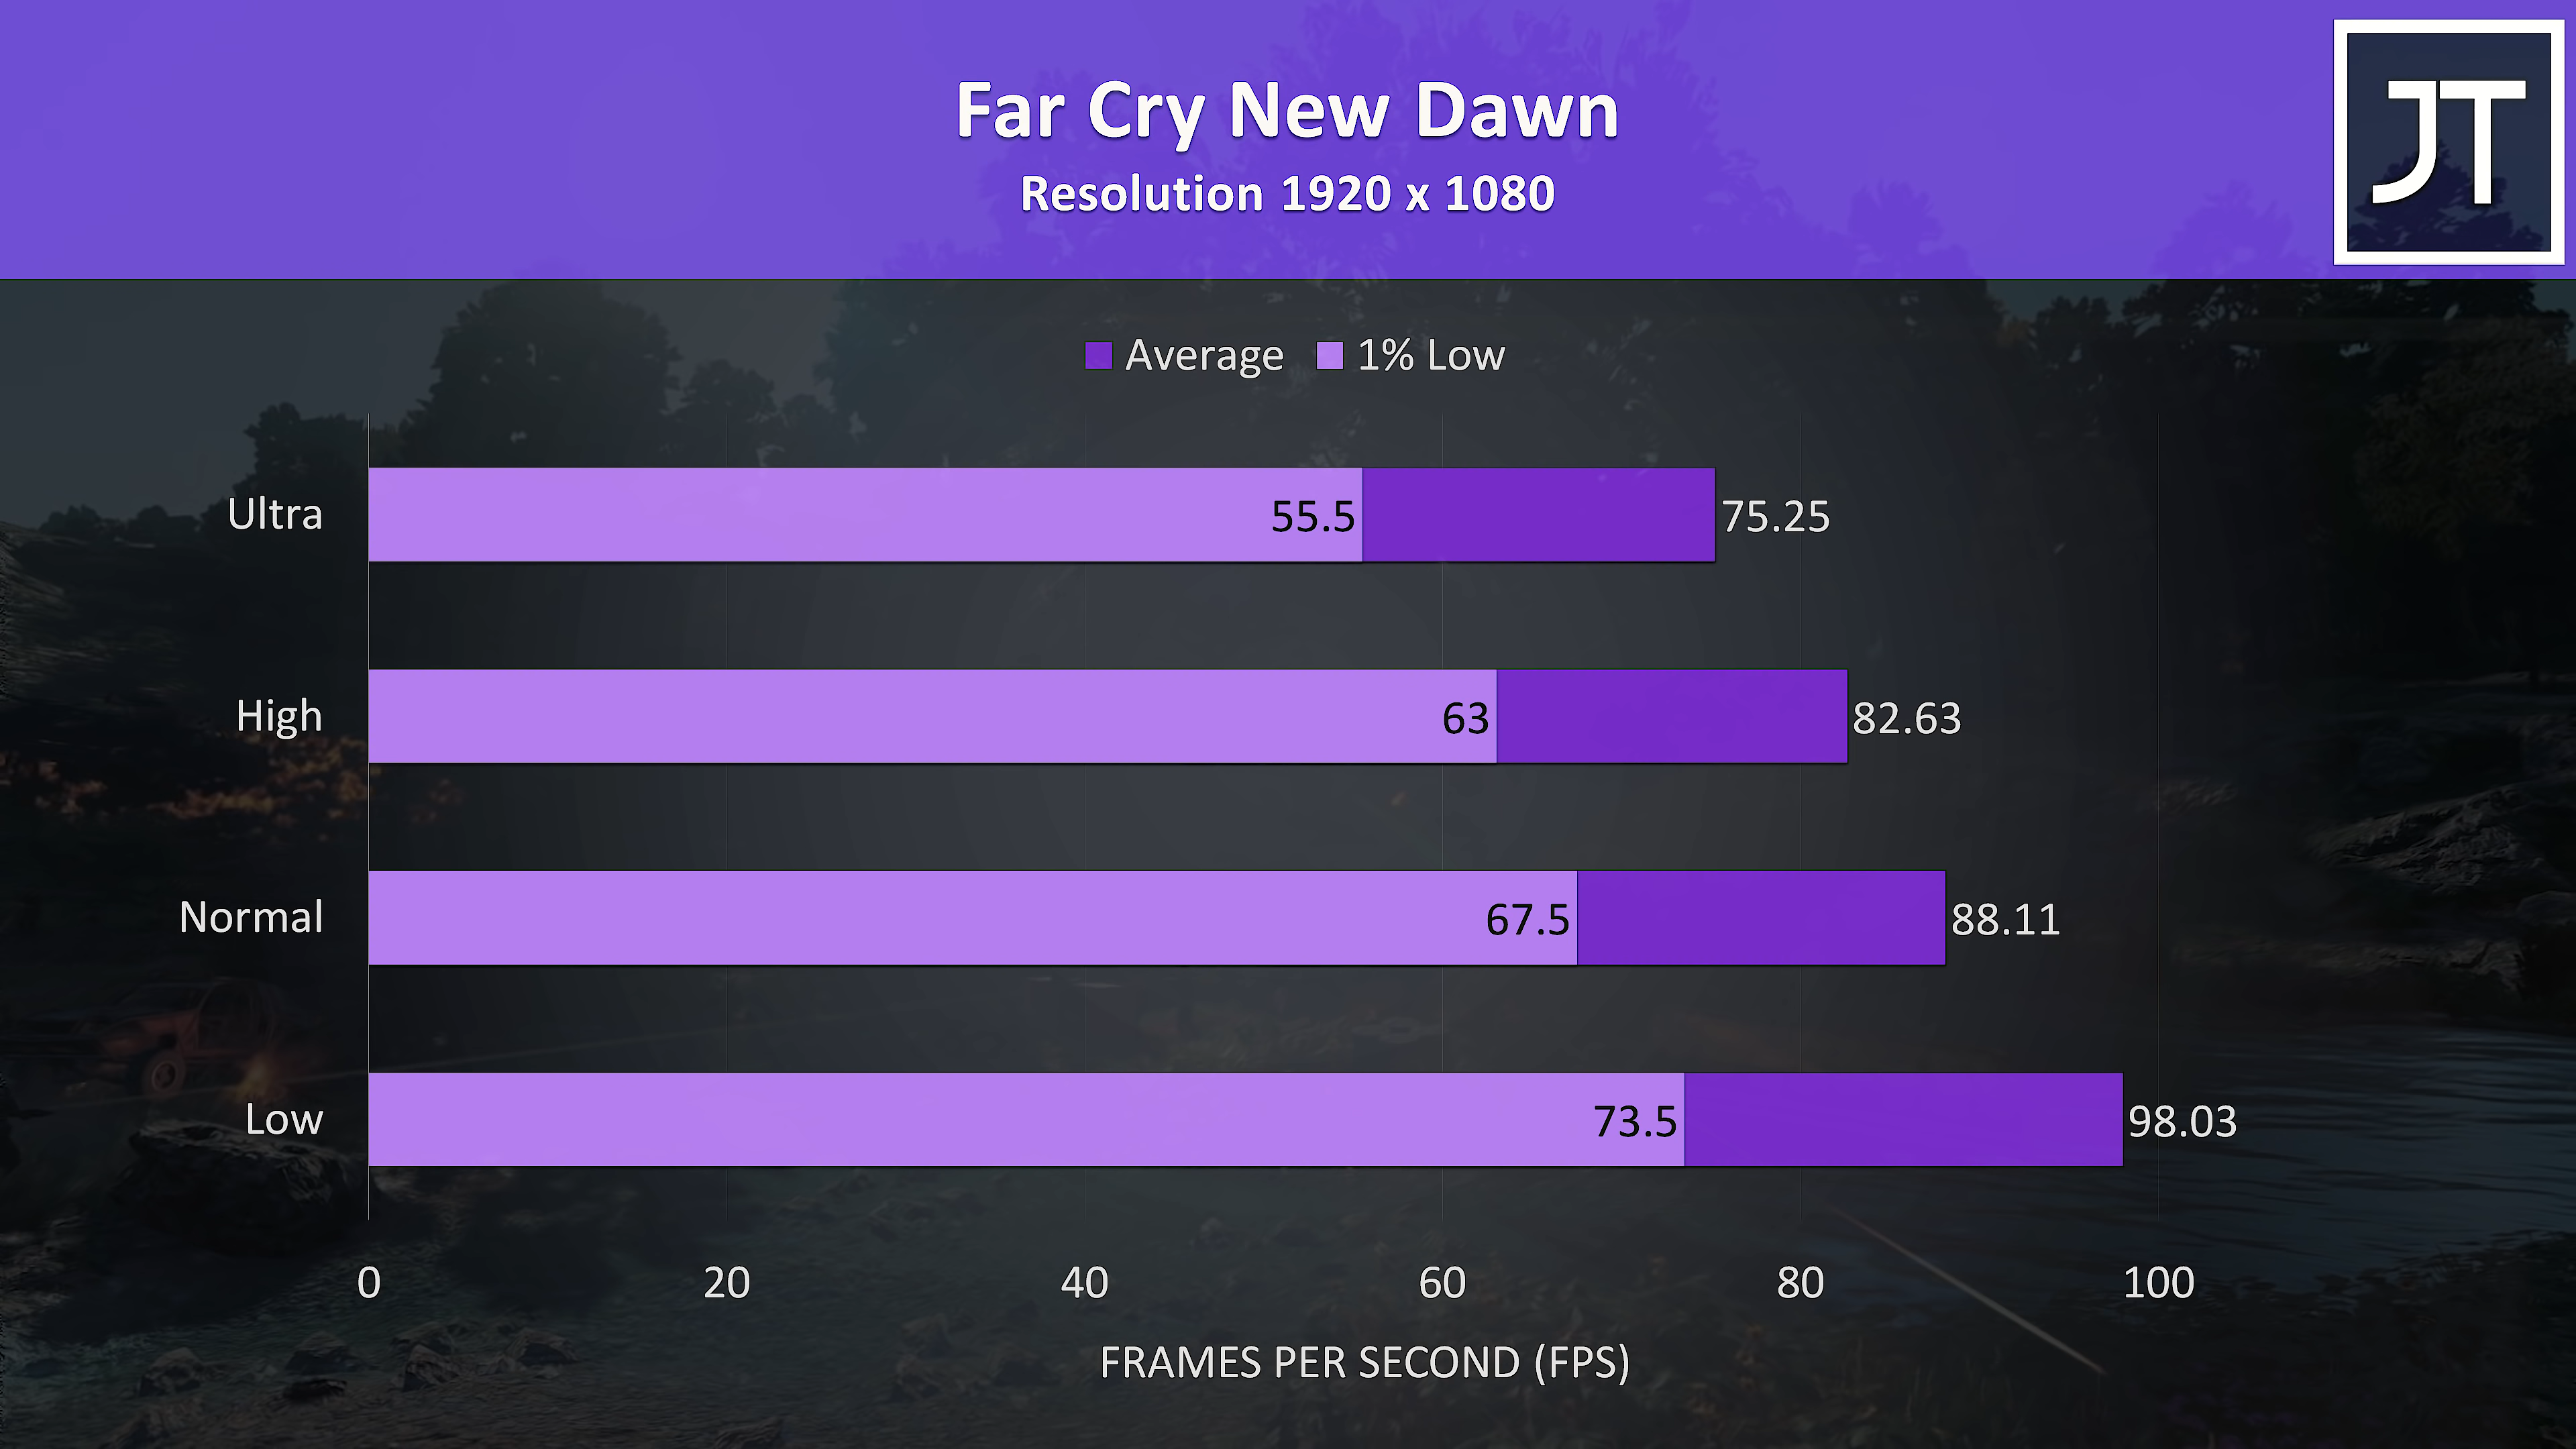 Far Cry New Dawn
Resolution 1920 x 1080
JT
Average 1% Low
Ultra 55.5 75.25
High 63 82.63
Normal 67.5 88.11
Low 73.5 98.03
0 20 40 60 80 100
FRAMES PER SECOND (FPS)